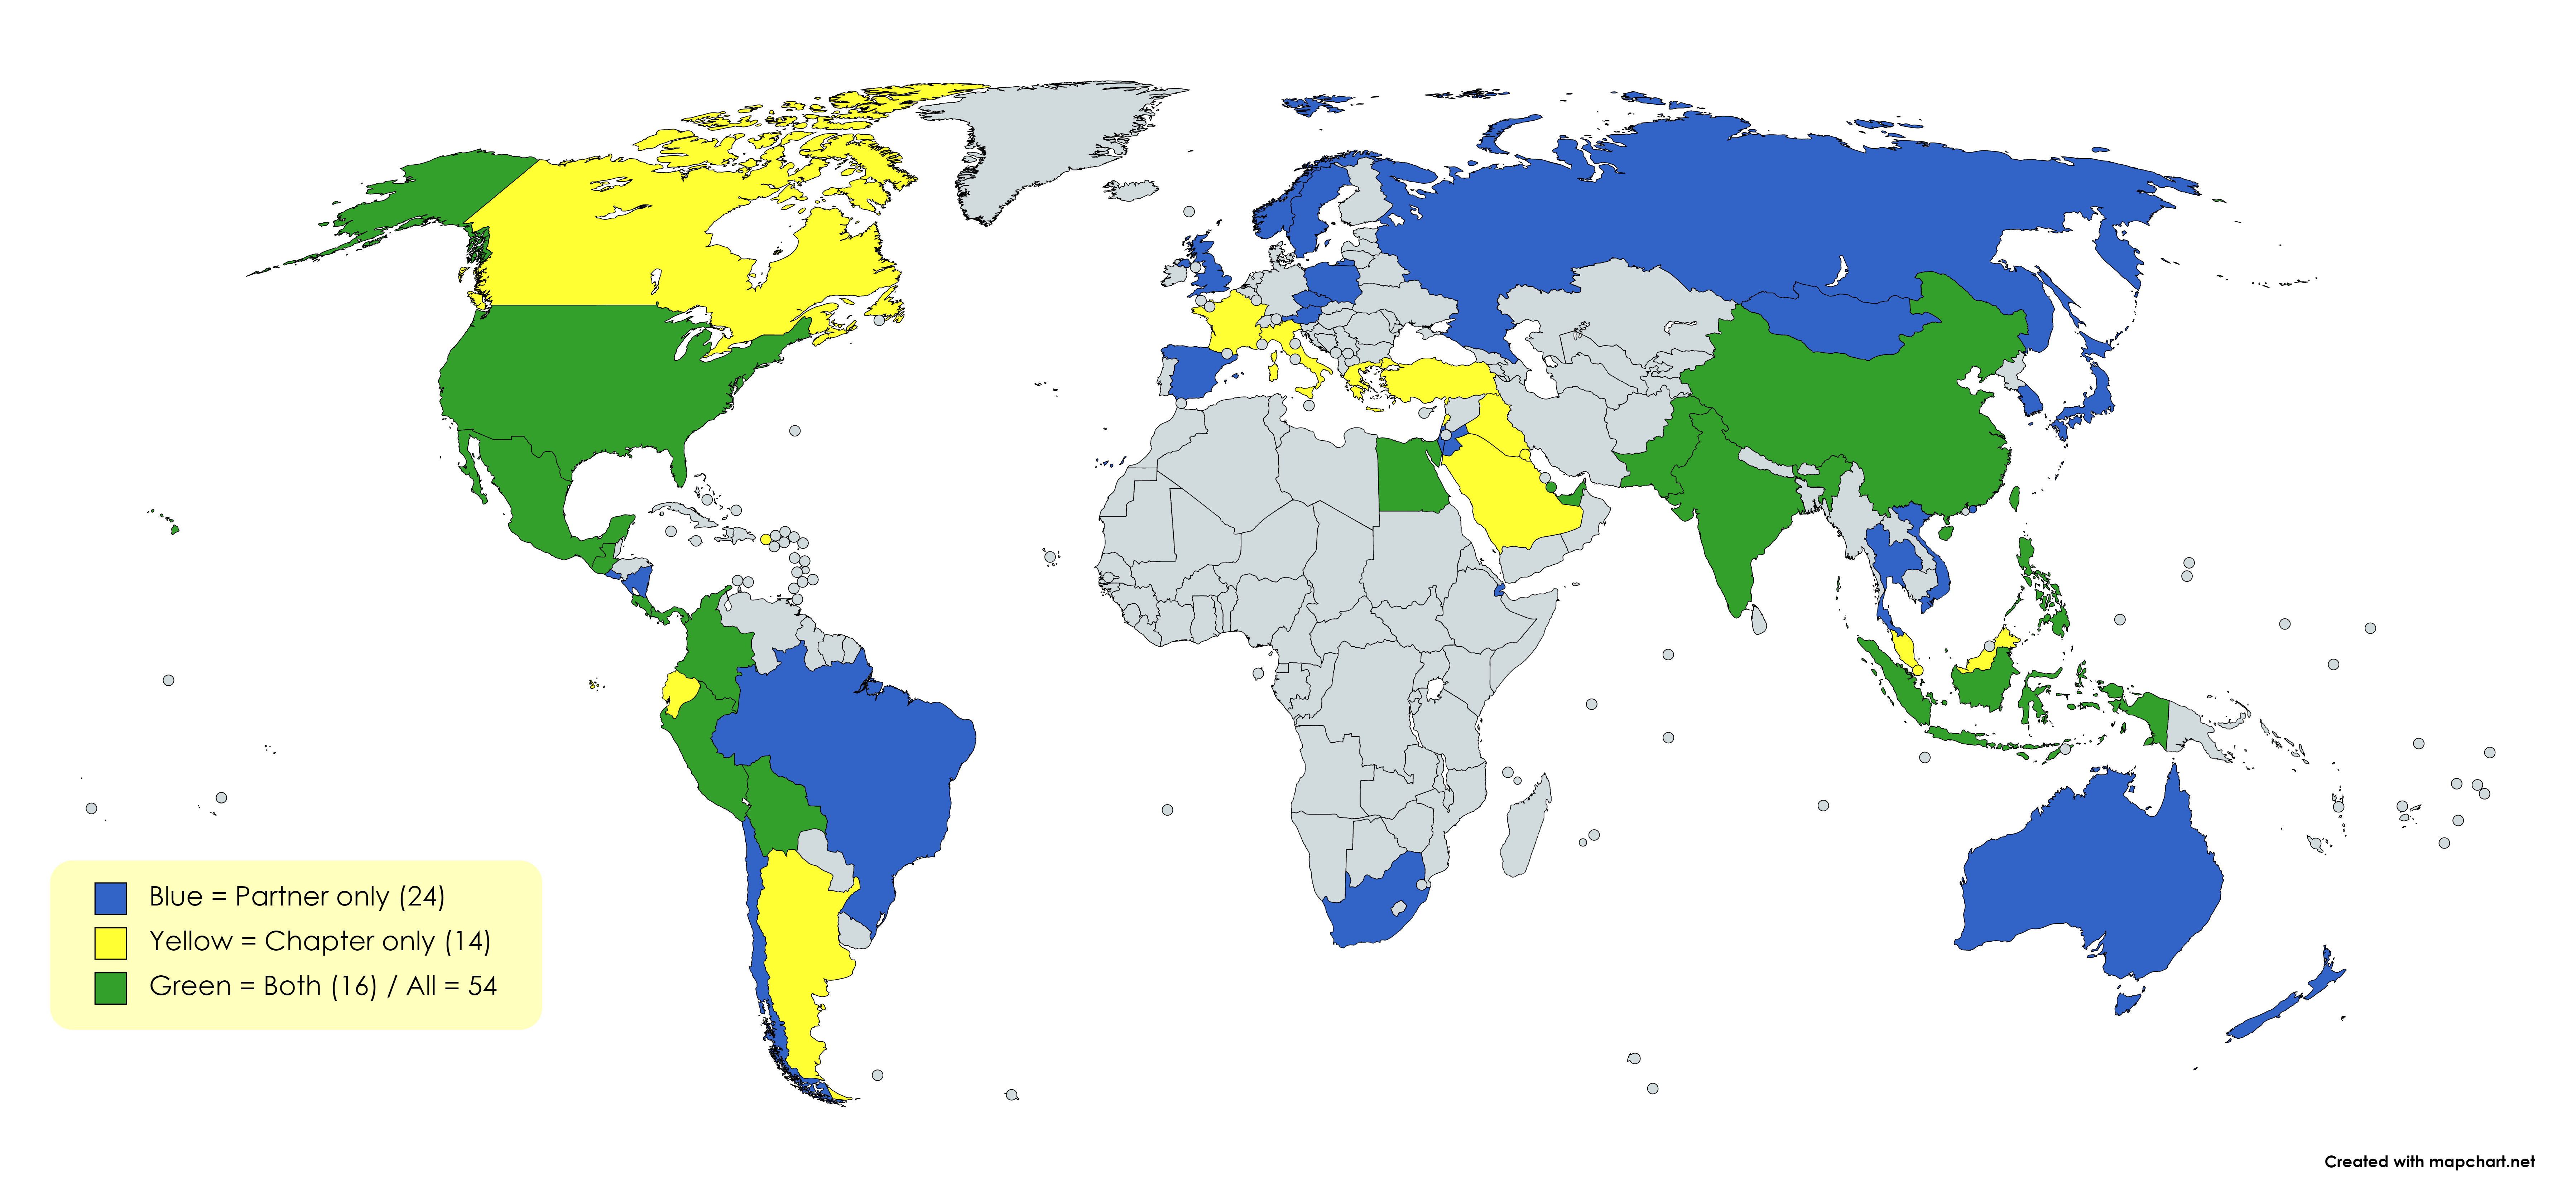 Blue = Partner only (24)
Yellow = Chapter only (14)
Green = Both (16) / All = 54
Created with mapchart.net